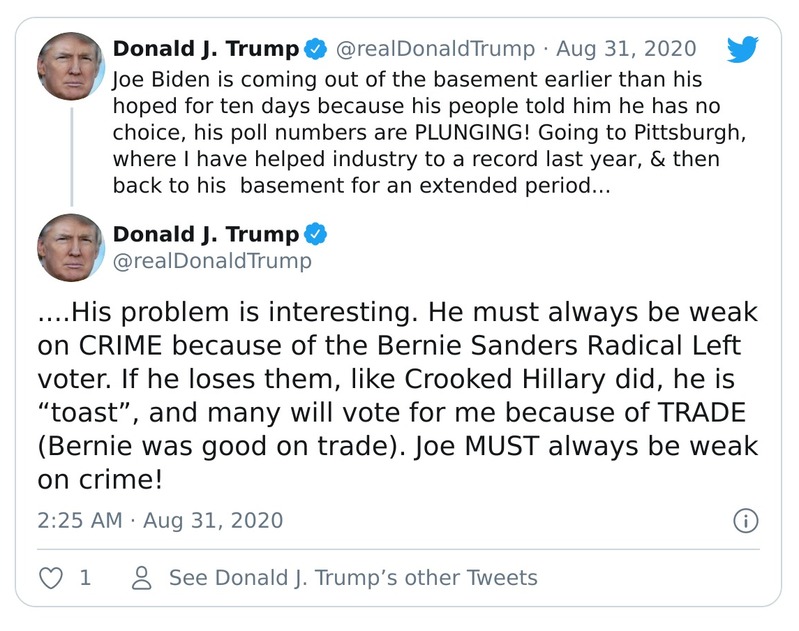 Donald J. Trump @realDonaldTrump · Aug 31, 2020
Joe Biden is coming out of the basement earlier than his
hoped for ten days because his people told him he has no
choice, his poll numbers are PLUNGING! Going to Pittsburgh,
where I have helped industry to a record last year, & then
back to his  basement for an extended period...
Donald J. Trump
@realDonaldTrump
....His problem is interesting. He must always be weak
on CRIME because of the Bernie Sanders Radical Left
voter. If he loses them, like Crooked Hillary did, he is
“toast”, and many will vote for me because of TRADE
(Bernie was good on trade). Joe MUST always be weak
on crime!
2:25 AM · Aug 31, 2020
1 See Donald J. Trump’s other Tweets